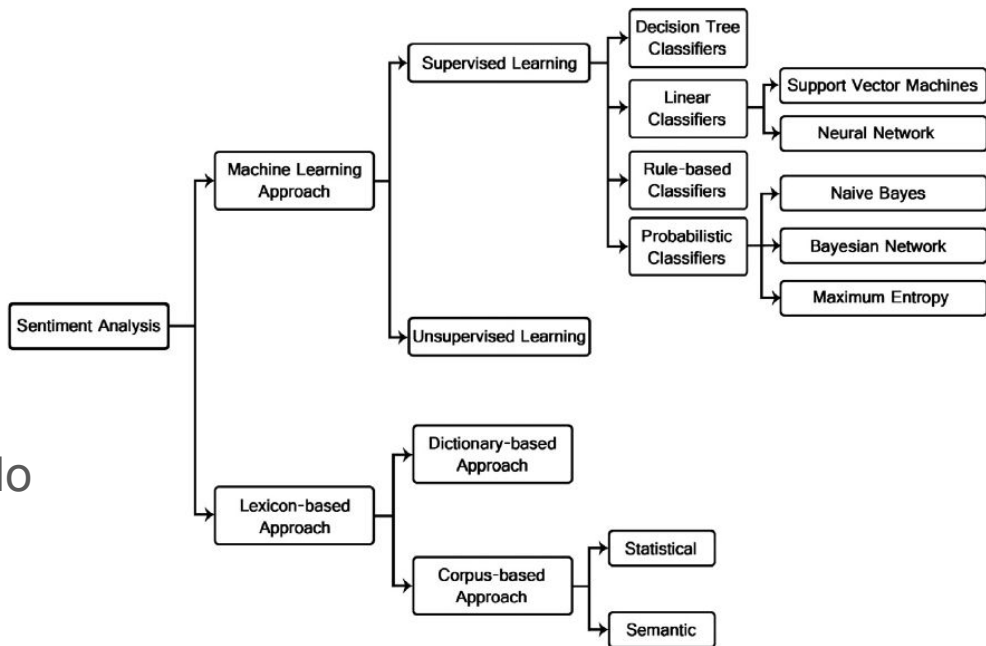 Sentiment Analysis
Machine Learning
Approach
Supervised Learning
Decision Tree
Classifiers
Linear
Classifiers
Support Vector Machines
Neural Network
Rule-based
Classifiers
Probabilistic
Classifiers
Naive Bayes
Bayesian Network
Maximum Entropy
Unsupervised Learning
Lexicon-based
Approach
Dictionary-based
Approach
Corpus-based
Approach
Statistical
Semantic